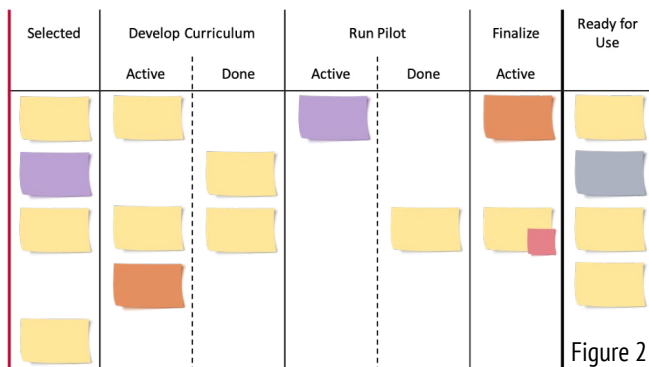 Selected
Develop Curriculum
Run Pilot
Finalize
Ready for
Use
Active
Done
Active
Done
Active
Figure 2